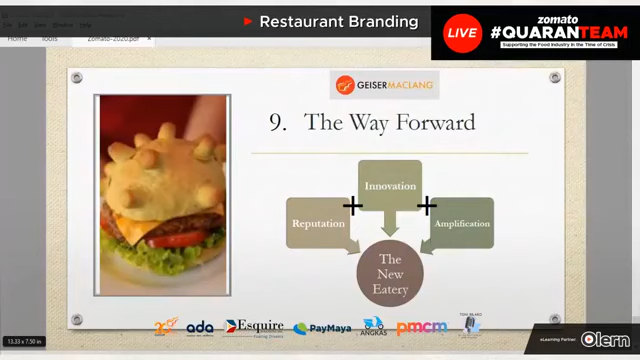 Restaurant Branding
LIVE
zomato
#QUARANTEAM
Supporting the Food Industry in the Time of Crisis
Home
Tools
Zomato-2020.pdf
GEISERMACLANG
9. The Way Forward
Innovation
Reputation
Amplification
The
New
Eatery
ada
Esquire
PayMaya
ANGKAS
pmcm
13.33 x 7.50 in
eLearning Partner:
Olern